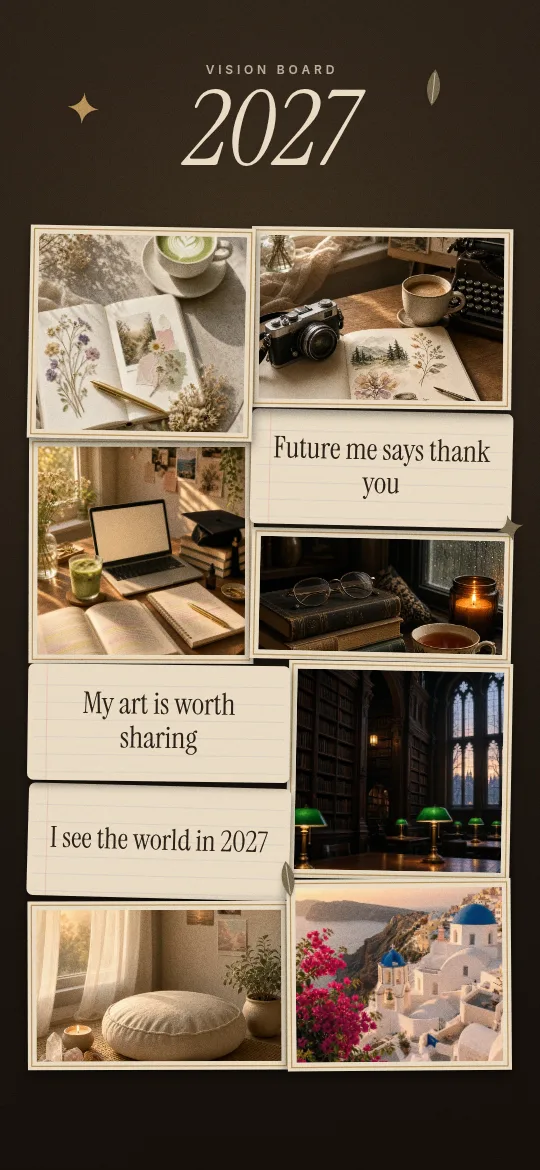 VISION BOARD
2027
Future me says thank
you
My art is worth
sharing
I see the world in 2027